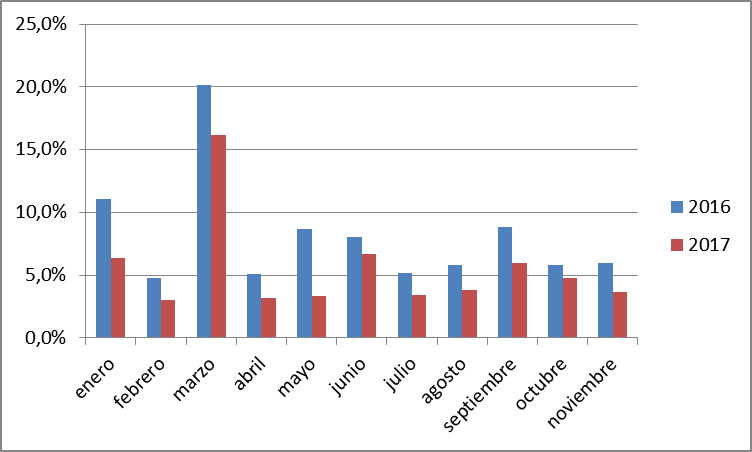 25,0%
20,0%
15,0%
10,0%
5,0%
0,0%
enero
febrero
marzo
abril
mayo
junio
julio
agosto
septiembre
octubre
noviembre
2016
2017